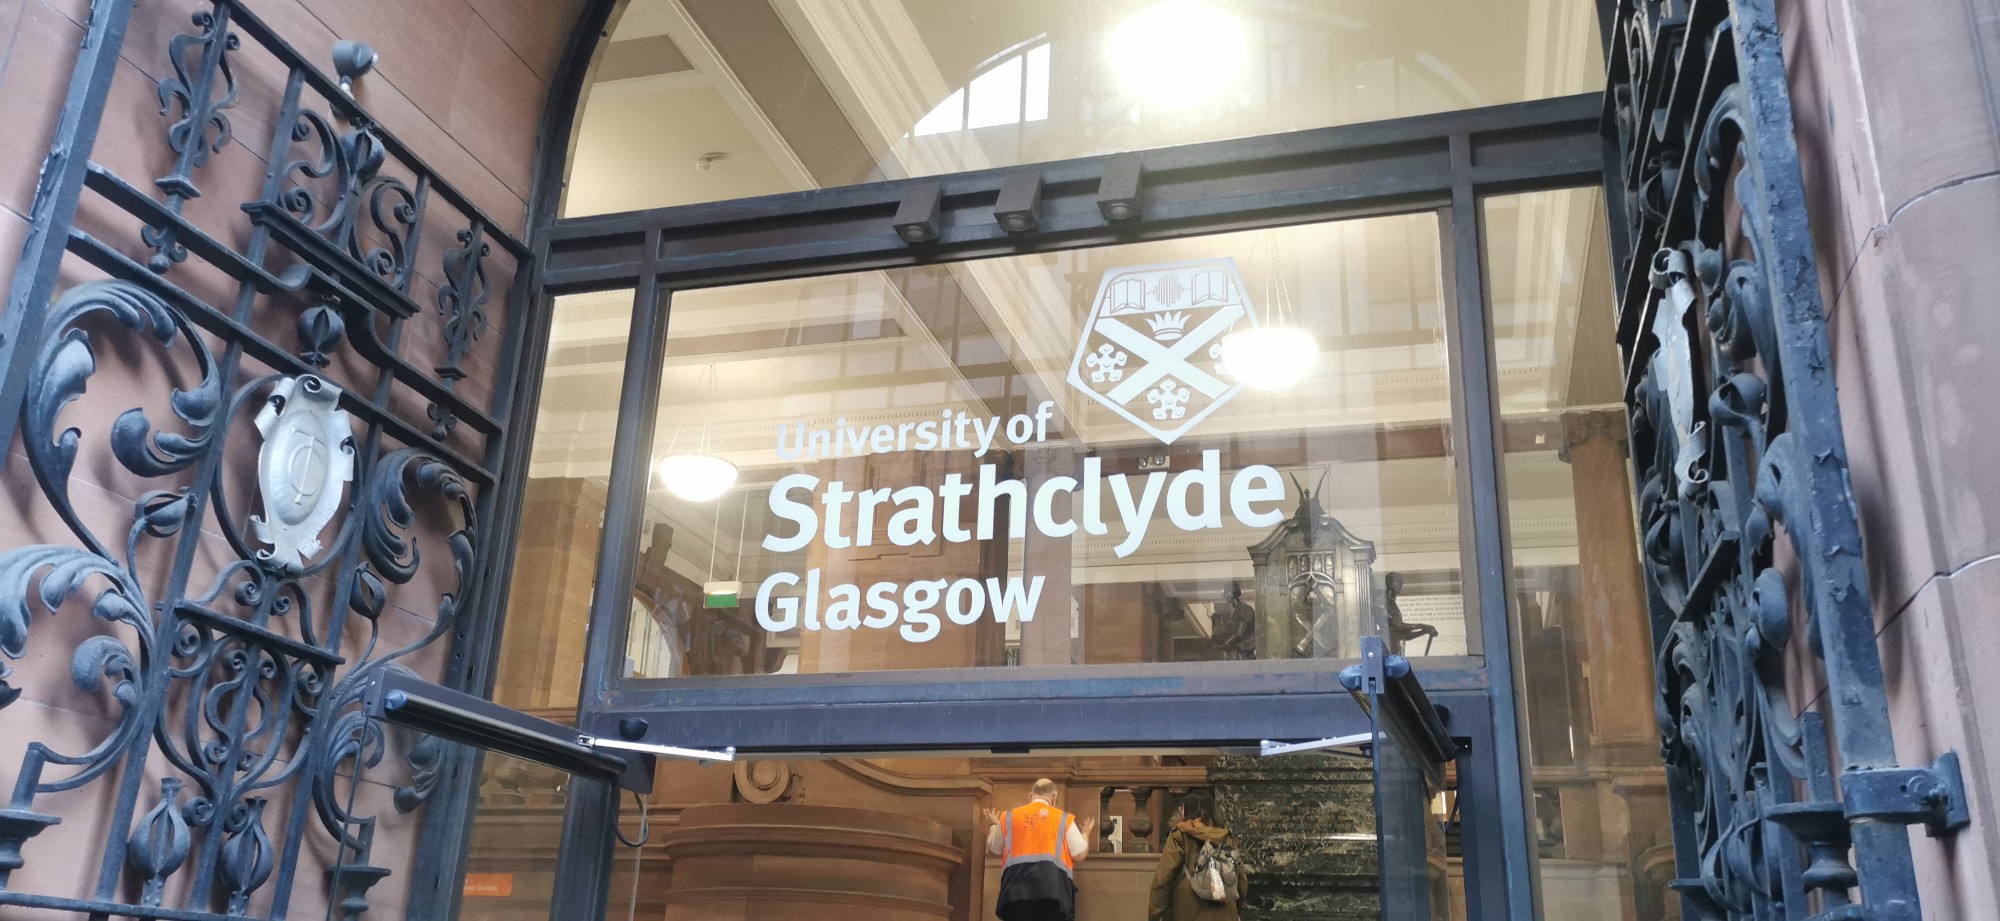 University of
Strathclyde
Glasgow